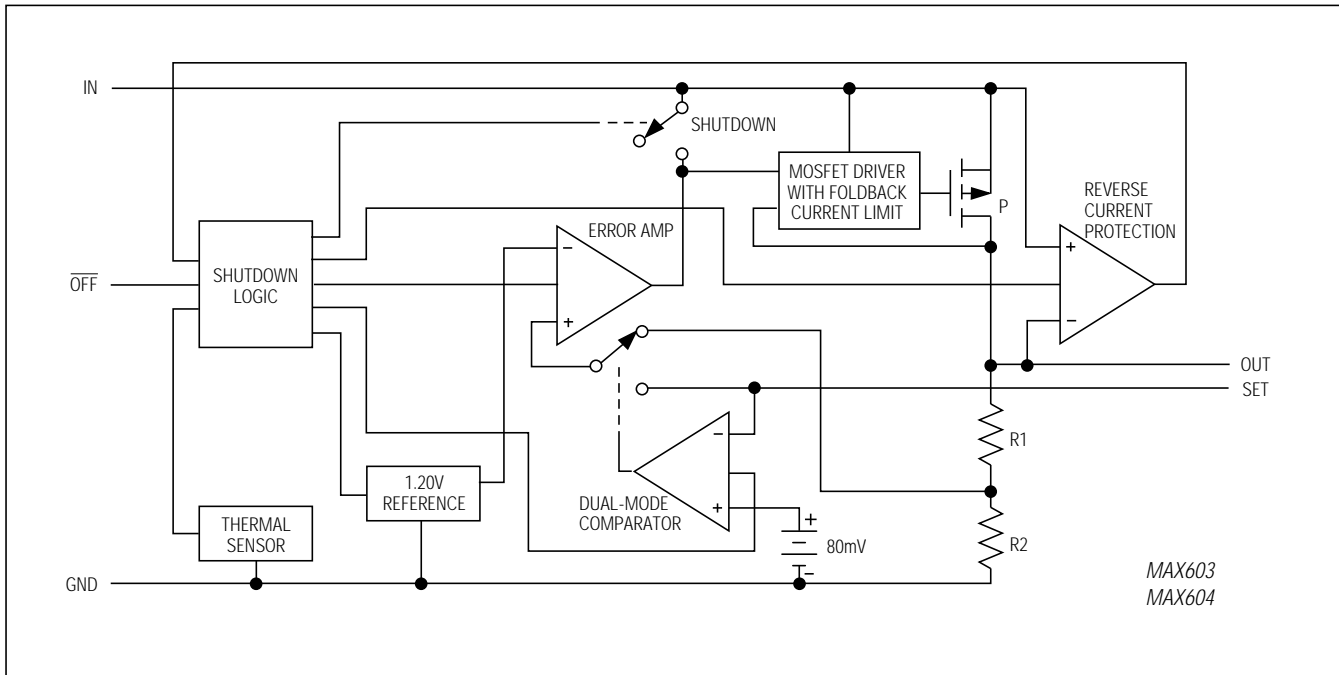 IN
SHUTDOWN
MOSFET DRIVER
WITH FOLDBACK
CURRENT LIMIT
P
REVERSE
CURRENT
PROTECTION
ERROR AMP
+
−
SHUTDOWN
LOGIC
OFF
−
+
OUT
SET
R1
−
+
1.20V
REFERENCE
DUAL-MODE
COMPARATOR
+
80mV
−
THERMAL
SENSOR
R2
GND
MAX603
MAX604